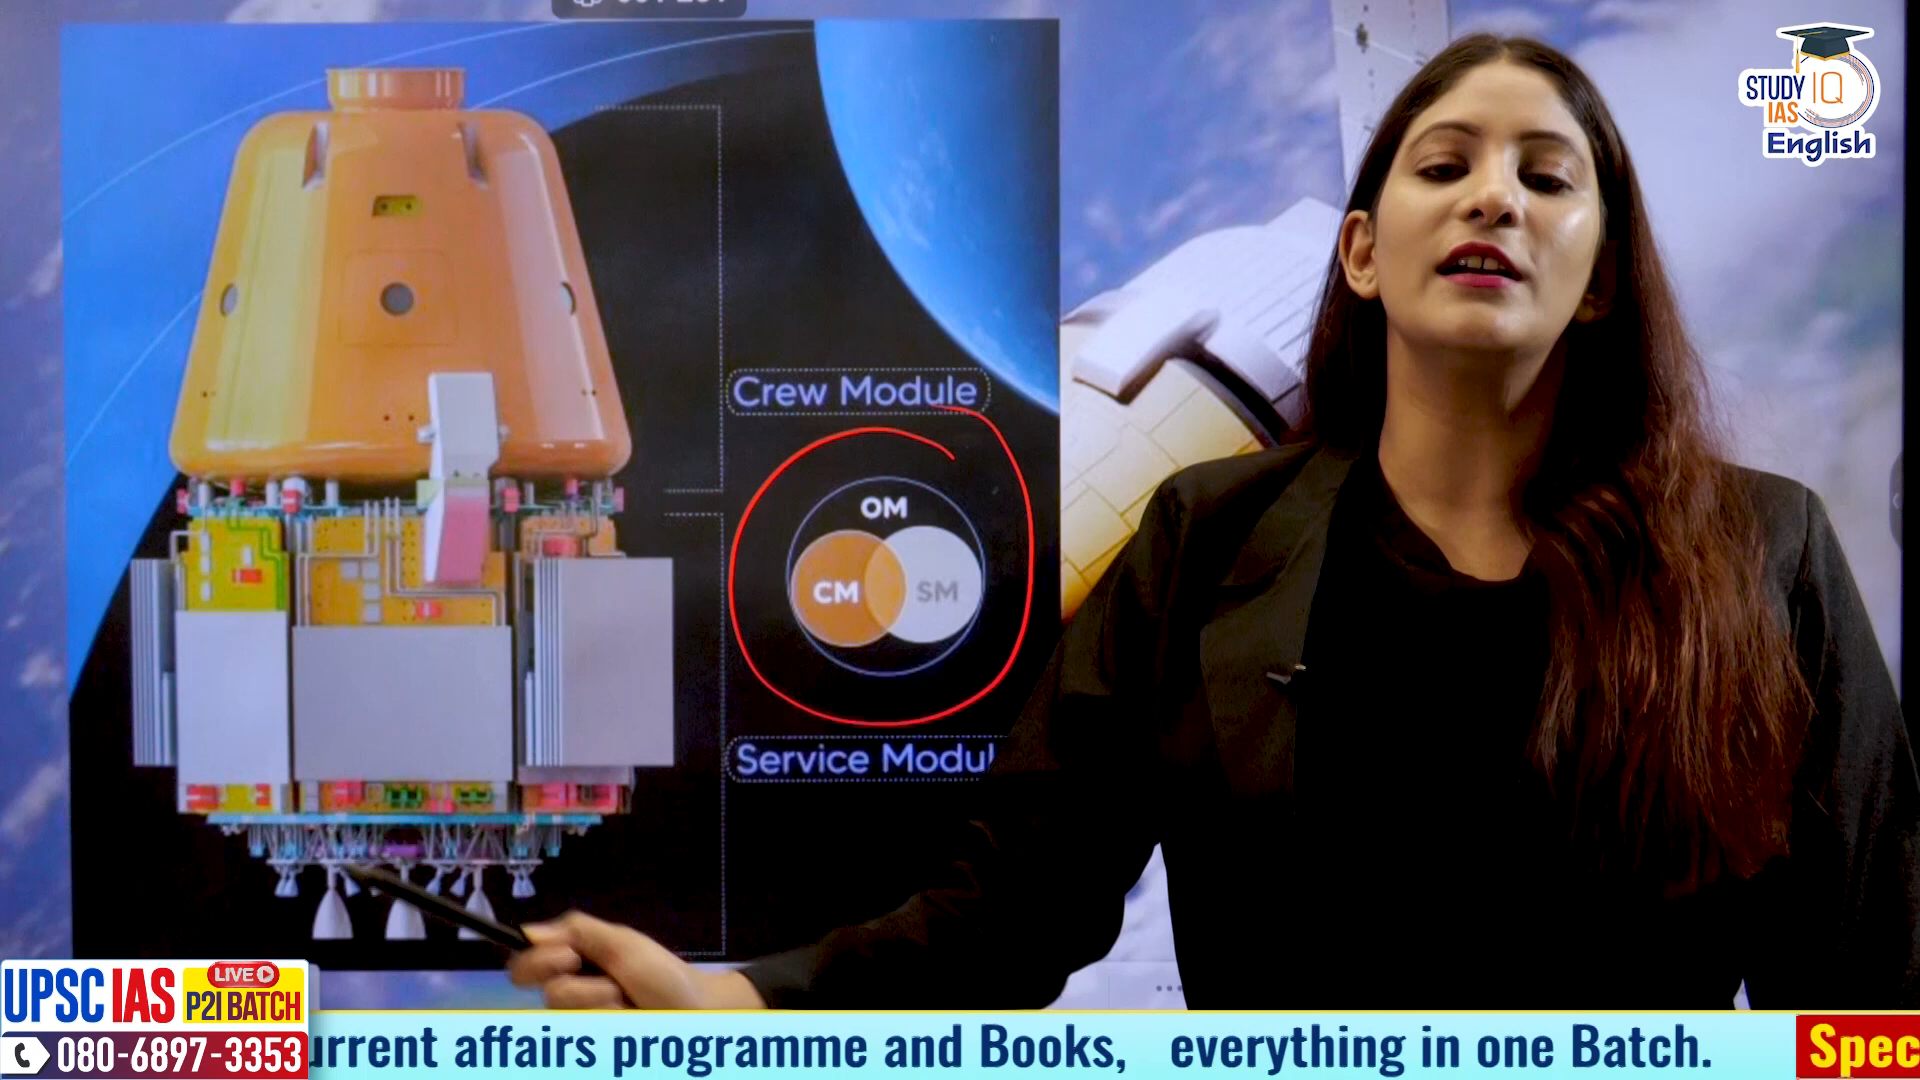 STUDY IQ
IAS
English
Crew Module
OM
CM
SM
Service Modul
UPSC IAS
LIVE
P2I BATCH
080-6897-3353
urrent affairs programme and Books, everything in one Batch.
Spec